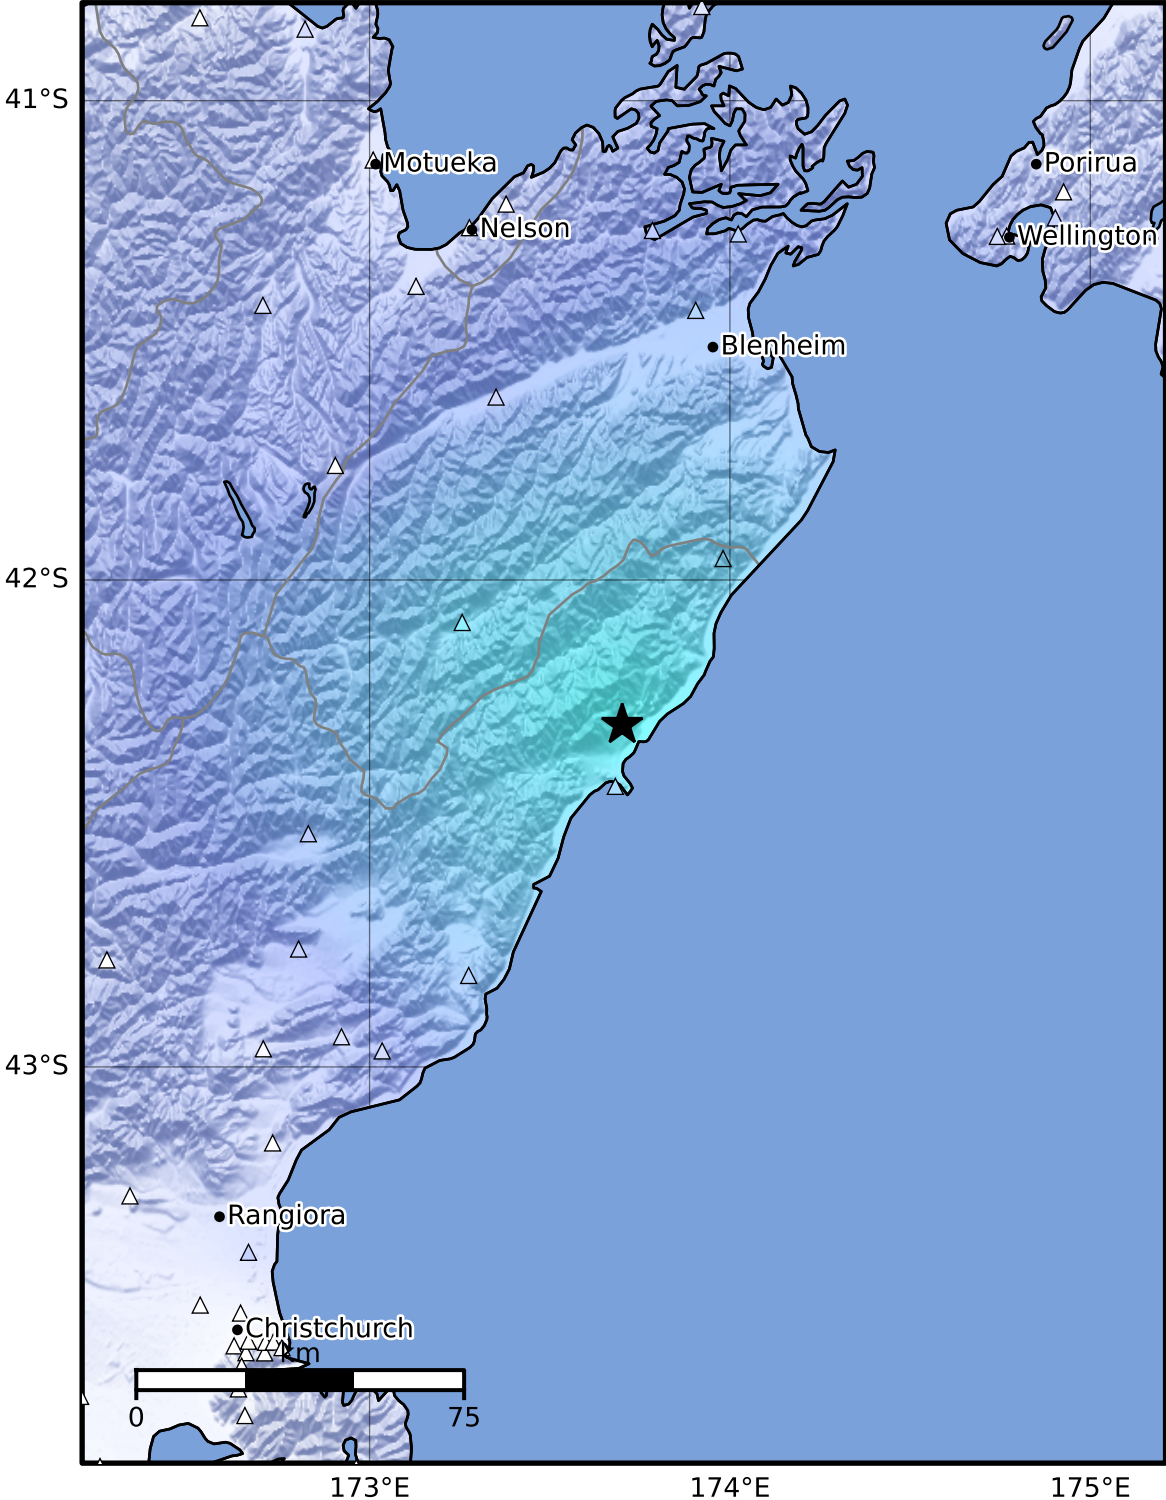 41°S
Motueka
Porirua
Nelson
Wellington
Blenheim
42°S
43°S
Rangiora
Christchurch
km
0
75
173°E
174°E
175°E